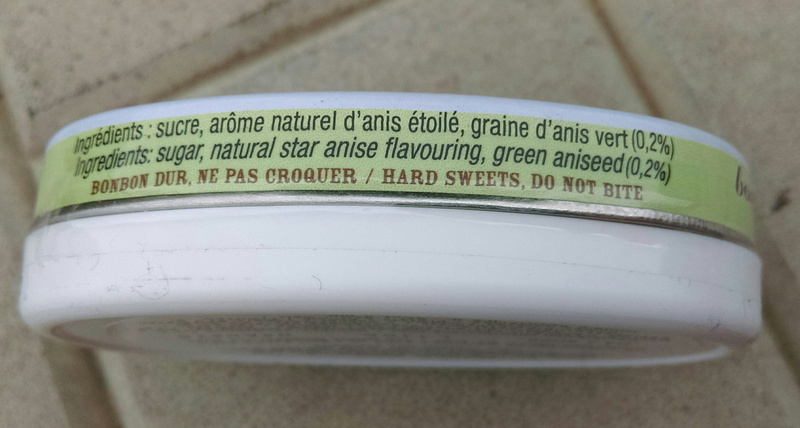 Ingrédients : sucre, arôme naturel d'anis étoilé, graine d'anis vert (0,2%)
Ingredients: sugar, natural star anise flavouring, green aniseed (0,2%)
BONBON DUR, NE PAS CROQUER / HARD SWEETS, DO NOT BITE